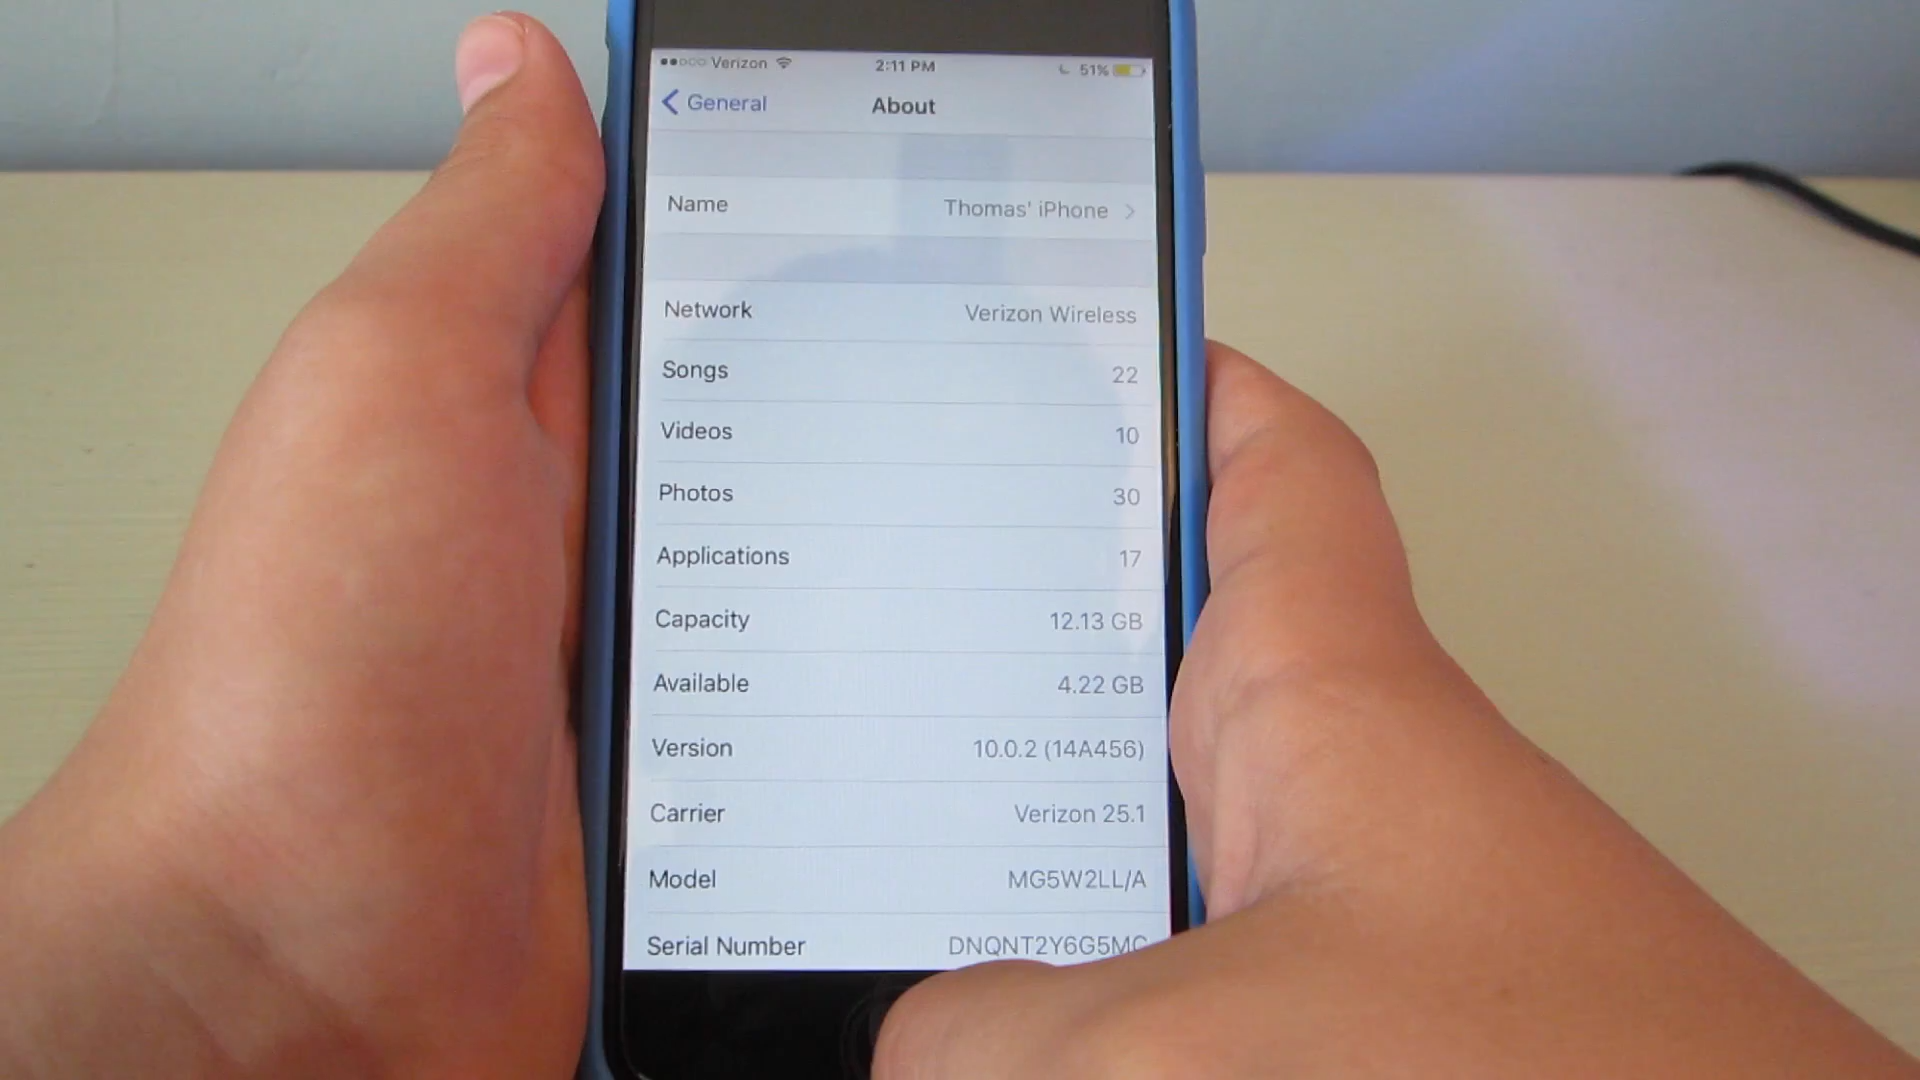 Verizon 2:11 PM 51%
General About
Name Thomas' iPhone
Network Verizon Wireless
Songs 22
Videos 10
Photos 30
Applications 17
Capacity 12.13 GB
Available 4.22 GB
Version 10.0.2 (14A456)
Carrier Verizon 25.1
Model MG5W2LL/A
Serial Number DNQNT2Y6G5MC